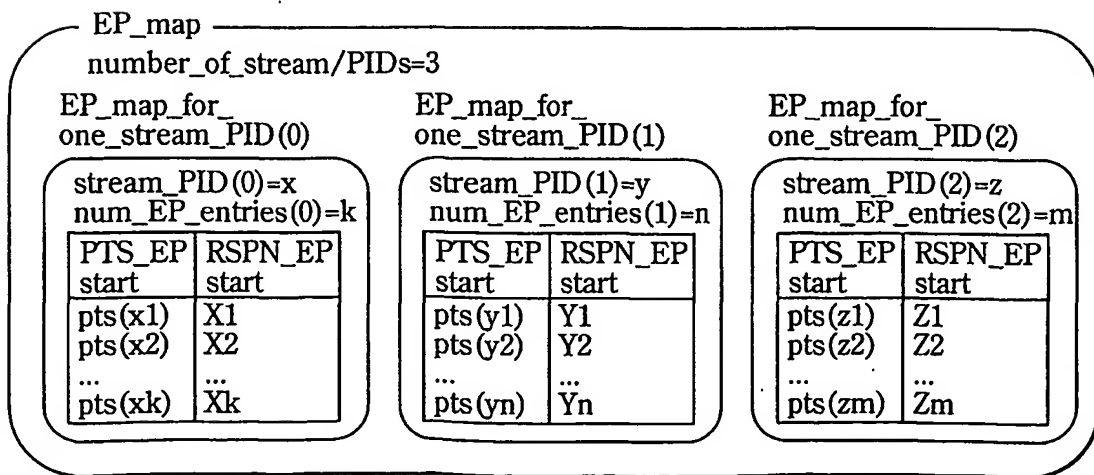 EP_map
number_of_stream/PIDs=3
EP_map_for_
one_stream_PID(0)
stream_PID(0)=x
num_EP_entries(0)=k
PTS_EP RSPN_EP
start start
pts(x1) X1
pts(x2) X2
... ...
pts(xk) Xk
EP_map_for_
one_stream_PID(1)
stream_PID(1)=y
num_EP_entries(1)=n
PTS_EP RSPN_EP
start start
pts(y1) Y1
pts(y2) Y2
... ...
pts(yn) Yn
EP_map_for_
one_stream_PID(2)
stream_PID(2)=z
num_EP_entries(2)=m
PTS_EP RSPN_EP
start start
pts(z1) Z1
pts(z2) Z2
... ...
pts(zm) Zm